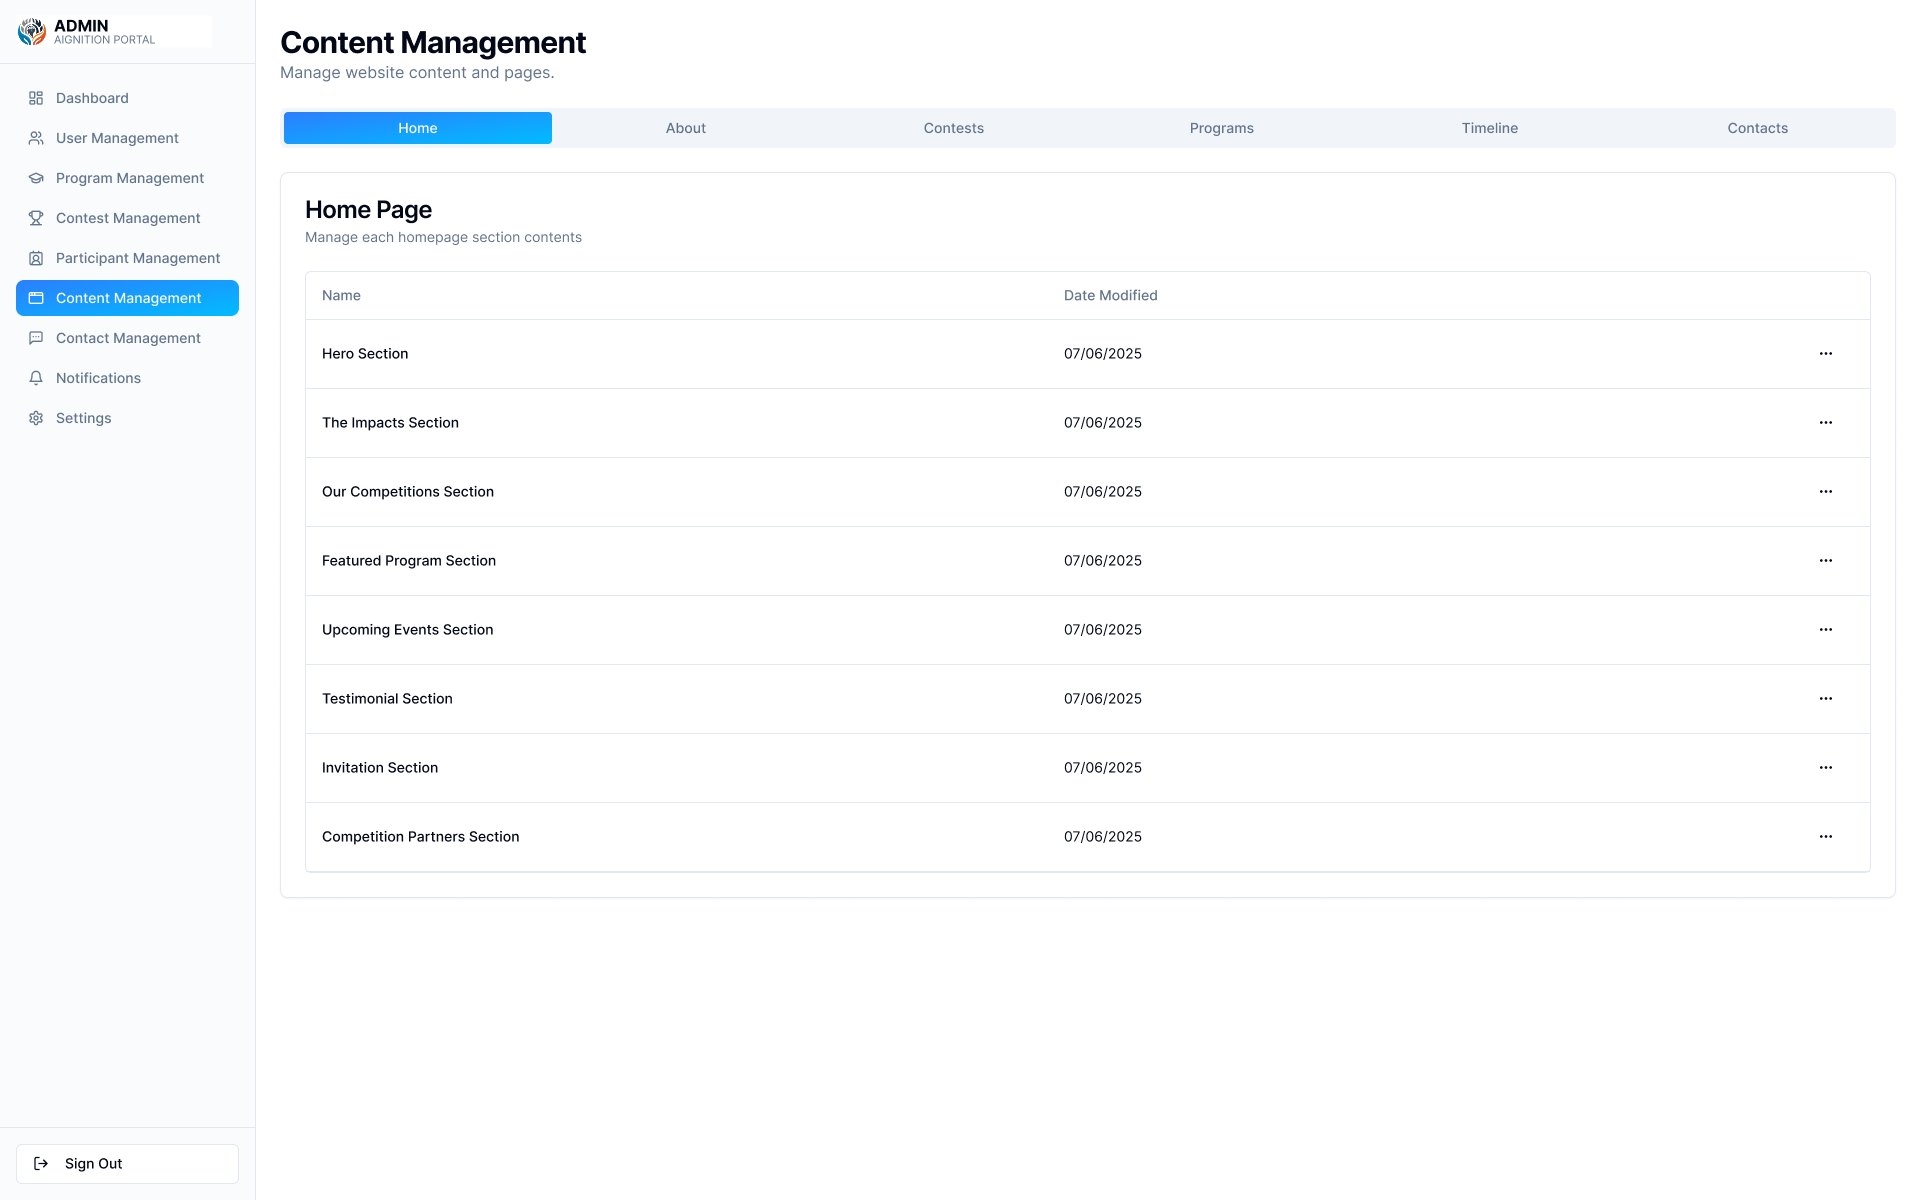 ADMIN
AIGNITION PORTAL
Dashboard
User Management
Program Management
Contest Management
Participant Management
Content Management
Contact Management
Notifications
Settings
Sign Out
Content Management
Manage website content and pages.
Home About Contests Programs Timeline Contacts
Home Page
Manage each homepage section contents
Name Date Modified
Hero Section 07/06/2025
The Impacts Section 07/06/2025
Our Competitions Section 07/06/2025
Featured Program Section 07/06/2025
Upcoming Events Section 07/06/2025
Testimonial Section 07/06/2025
Invitation Section 07/06/2025
Competition Partners Section 07/06/2025